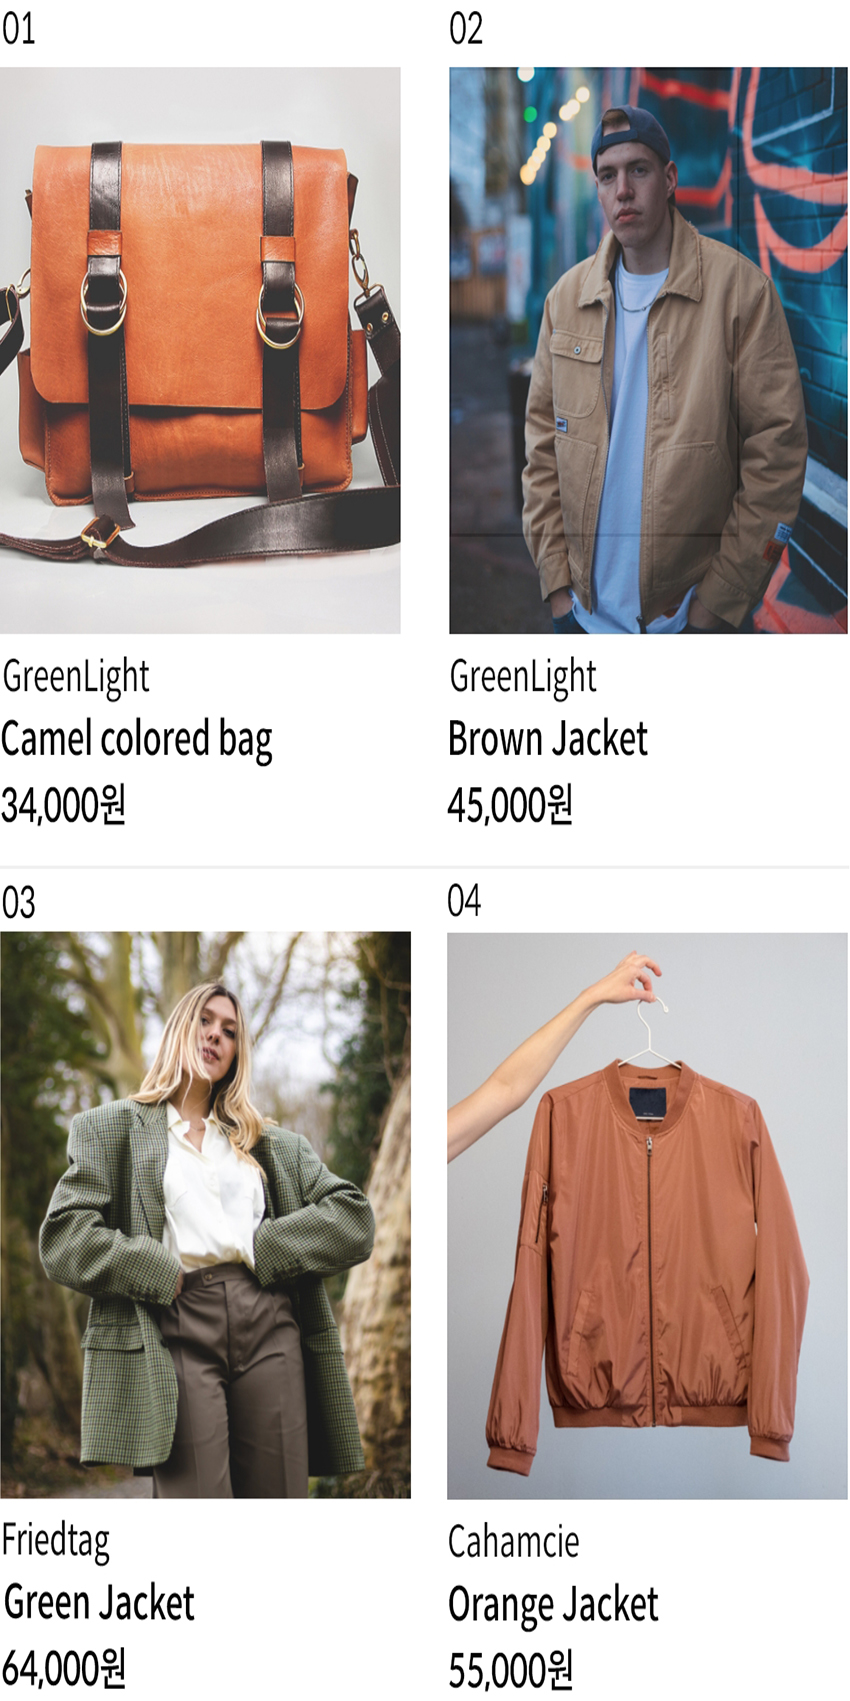 01
02
GreenLight
Camel colored bag
34,000원
GreenLight
Brown Jacket
45,000원
03
04
Friedtag
Green Jacket
64,000원
Cahamcie
Orange Jacket
55,000원